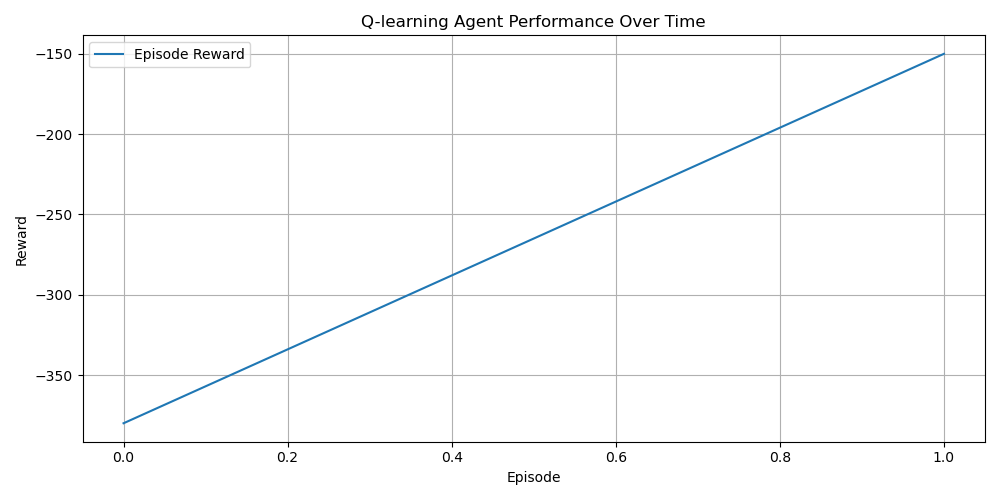 Q-learning Agent Performance Over Time
Episode Reward
−150
−200
−250
−300
−350
Reward
0.0 0.2 0.4 0.6 0.8 1.0
Episode